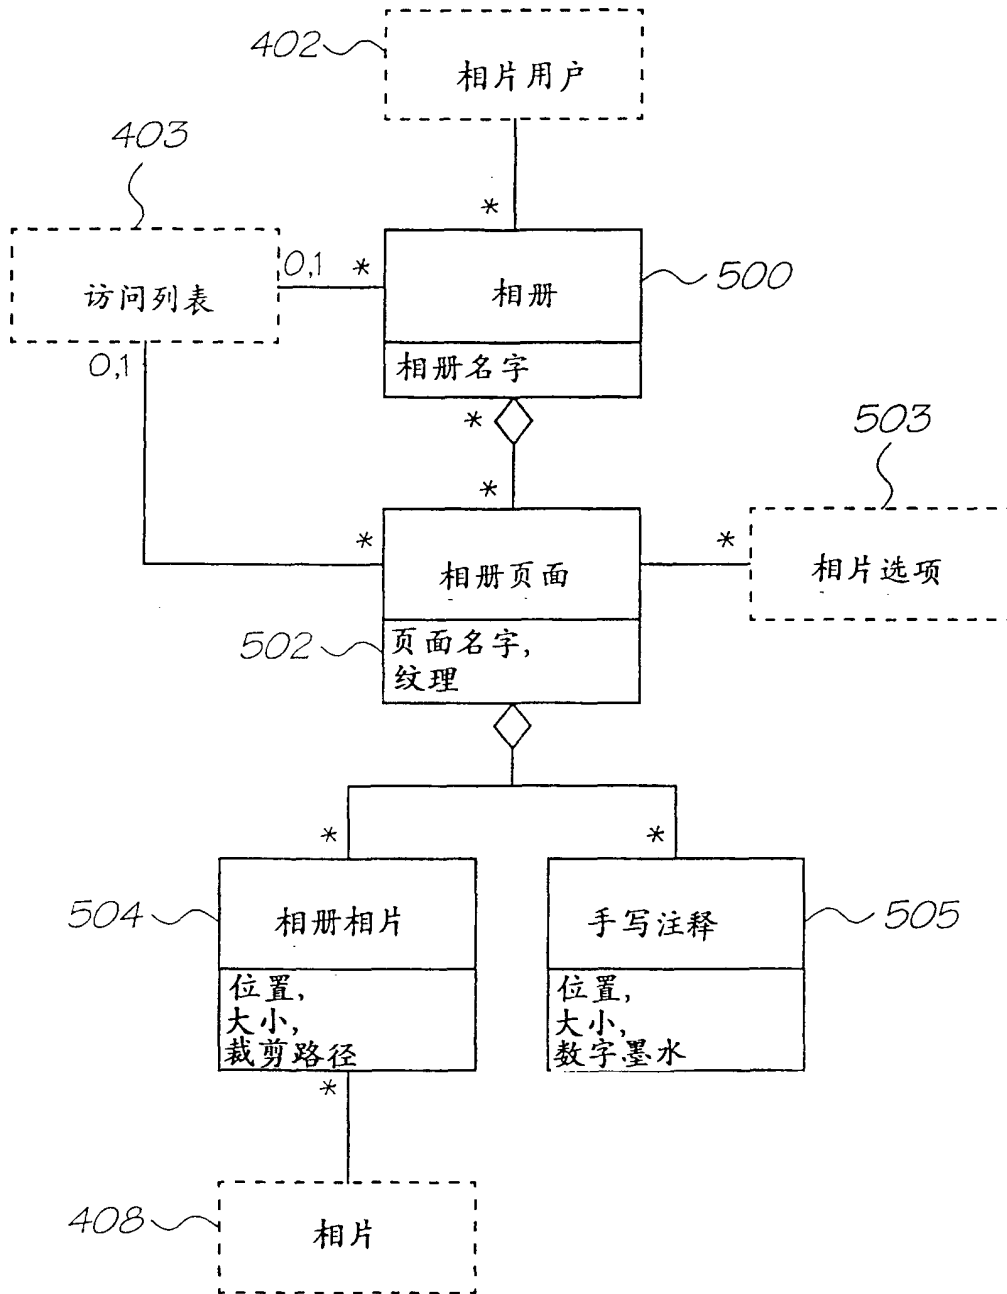 402
相片用户
403
*
访问列表
0,1
*
相册
500
0,1
相册名字
*
503
*
*
相册页面
*
相片选项
502
页面名字,
纹理
*
*
504
相册相片
手写注释
505
位置,
大小,
裁剪路径
位置,
大小,
数字墨水
*
408
相片